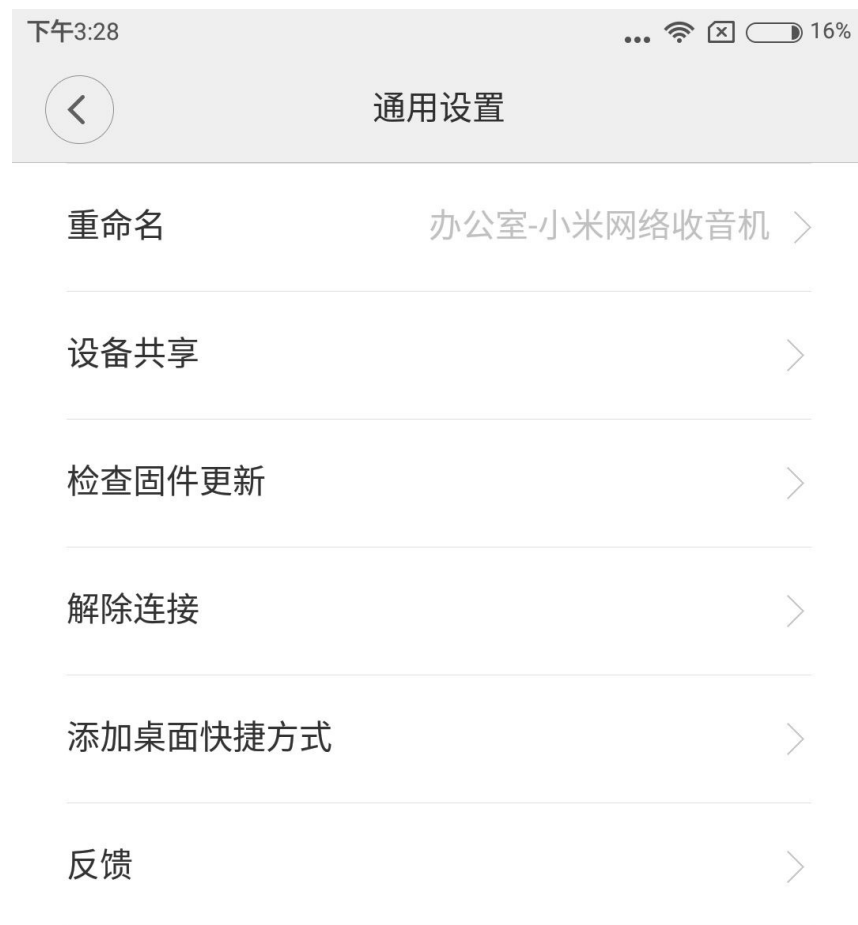 下午3:28 ... 16%
通用设置
重命名 办公室-小米网络收音机
设备共享
检查固件更新
解除连接
添加桌面快捷方式
反馈